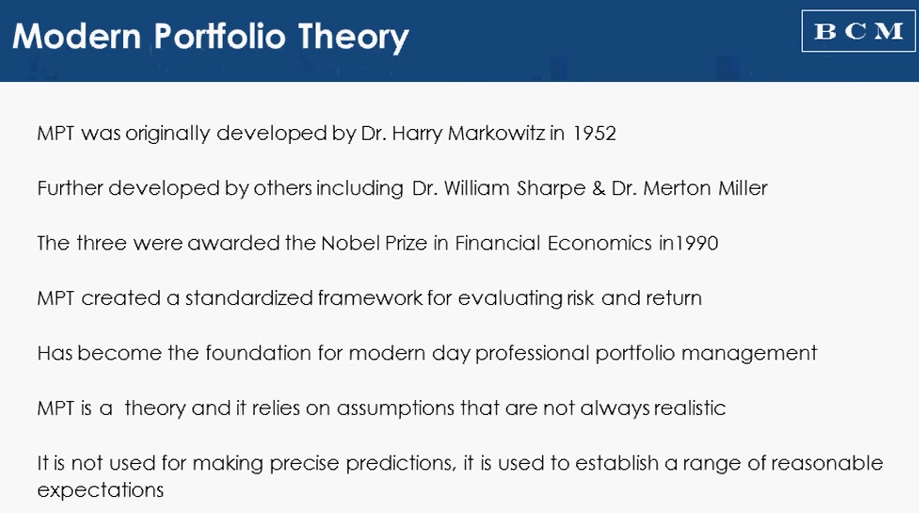 Modern Portfolio Theory
BCM
MPT was originally developed by Dr. Harry Markowitz in 1952
Further developed by others including Dr. William Sharpe & Dr. Merton Miller
The three were awarded the Nobel Prize in Financial Economics in1990
MPT created a standardized framework for evaluating risk and return
Has become the foundation for modern day professional portfolio management
MPT is a theory and it relies on assumptions that are not always realistic
It is not used for making precise predictions, it is used to establish a range of reasonable
expectations